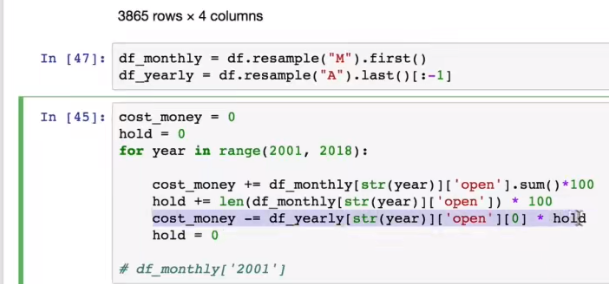 3865 rows × 4 columns
In [47]: df_monthly = df.resample("M").first()
df_yearly = df.resample("A").last()[:-1]
In [45]: cost_money = 0
hold = 0
for year in range(2001, 2018):
cost_money += df_monthly[str(year)]['open'].sum()*100
hold += len(df_monthly[str(year)]['open']) * 100
cost_money -= df_yearly[str(year)]['open'][0] * hold
hold = 0
# df_monthly['2001']